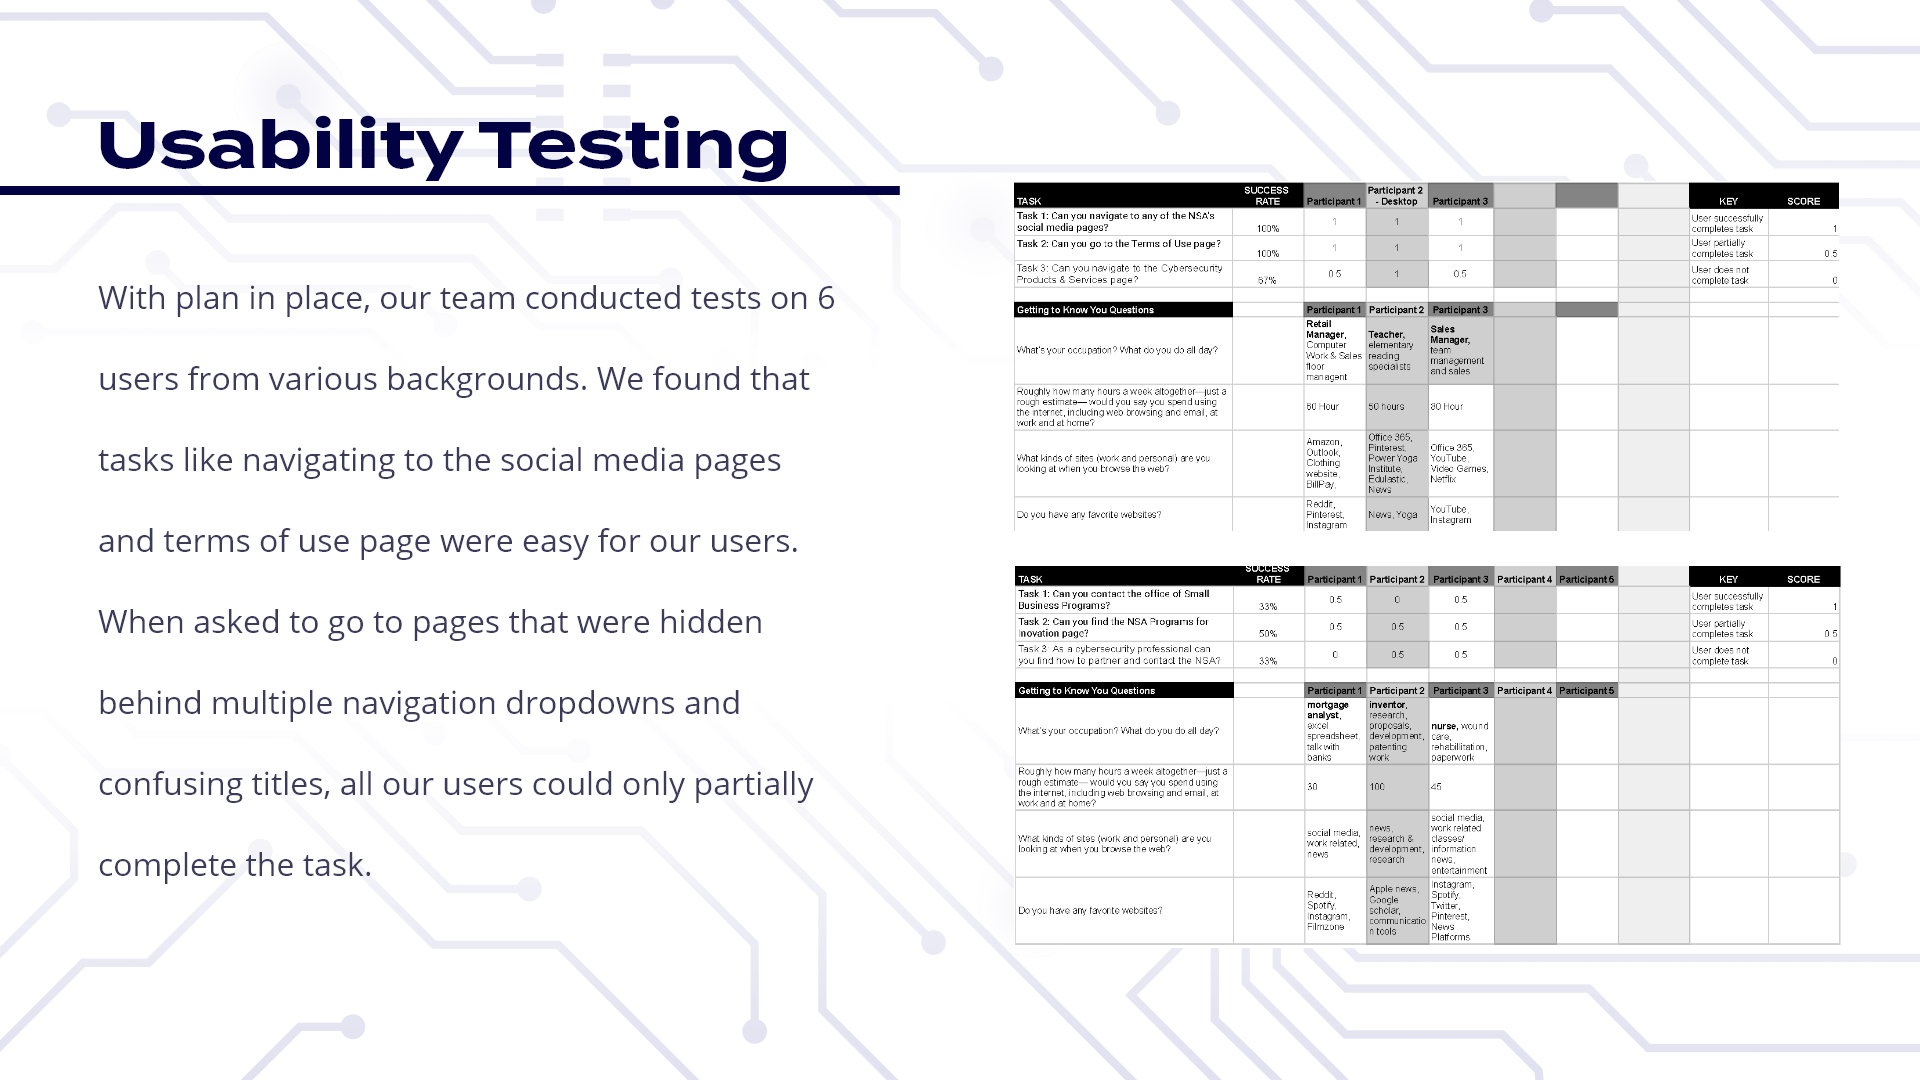 Usability Testing
With plan in place, our team conducted tests on 6
users from various backgrounds. We found that
tasks like navigating to the social media pages
and terms of use page were easy for our users.
When asked to go to pages that were hidden
behind multiple navigation dropdowns and
confusing titles, all our users could only partially
complete the task.
TASK SUCCESS RATE Participant 1 Participant 2 - Desktop Participant 3 KEY SCORE
Task 1: Can you navigate to any of the NSA's social media pages? 100% 1 1 1 User successfully completes task 1
Task 2: Can you go to the Terms of Use page? 100% 1 1 1 User partially completes task 0.5
Task 3: Can you navigate to the Cybersecurity Products & Services page? 67% 0.5 1 0.5 User does not complete task 0
Getting to Know You Questions Participant 1 Participant 2 Participant 3
What's your occupation? What do you do all day? Retail Manager, Computer Work & Sales floor managent Teacher, elementary reading specialists Sales Manager, team management and sales
Roughly how many hours a week altogether—just a rough estimate— would you say you spend using the internet, including web browsing and email, at work and at home? 60 Hour 50 hours 80 Hour
What kinds of sites (work and personal) are you looking at when you browse the web? Amazon, Outlook, Clothing website, BillPay, Office 365, Pinterest, Power Yoga Institute, Edulastic, News Office 365, YouTube, Video Games, Netflix
Do you have any favorite websites? Reddit, Pinterest, Instagram News, Yoga YouTube, Instagram
TASK SUCCESS RATE Participant 1 Participant 2 Participant 3 Participant 4 Participant 5 KEY SCORE
Task 1: Can you contact the office of Small Business Programs? 33% 0.5 0 0.5 User successfully completes task 1
Task 2: Can you find the NSA Programs for Inovation page? 50% 0.5 0.5 0.5 User partially completes task 0.5
Task 3: As a cybersecurity professional can you find how to partner and contact the NSA? 33% 0 0.5 0.5 User does not complete task 0
Getting to Know You Questions Participant 1 Participant 2 Participant 3 Participant 4 Participant 5
What's your occupation? What do you do all day? mortgage analyst, excel spreadsheet, talk with banks inventor, research, proposals, development, patenting work nurse, wound care, rehabillitation, paperwork
Roughly how many hours a week altogether—just a rough estimate— would you say you spend using the internet, including web browsing and email, at work and at home? 30 100 45
What kinds of sites (work and personal) are you looking at when you browse the web? social media, work related, news news, research & development, research social media, work related classes/ information news, entertainment
Do you have any favorite websites? Reddit, Spotify, Instagram, Filmzone Apple news, Google scholar, communication tools Instagram, Spotify, Twitter, Pinterest, News Platforms